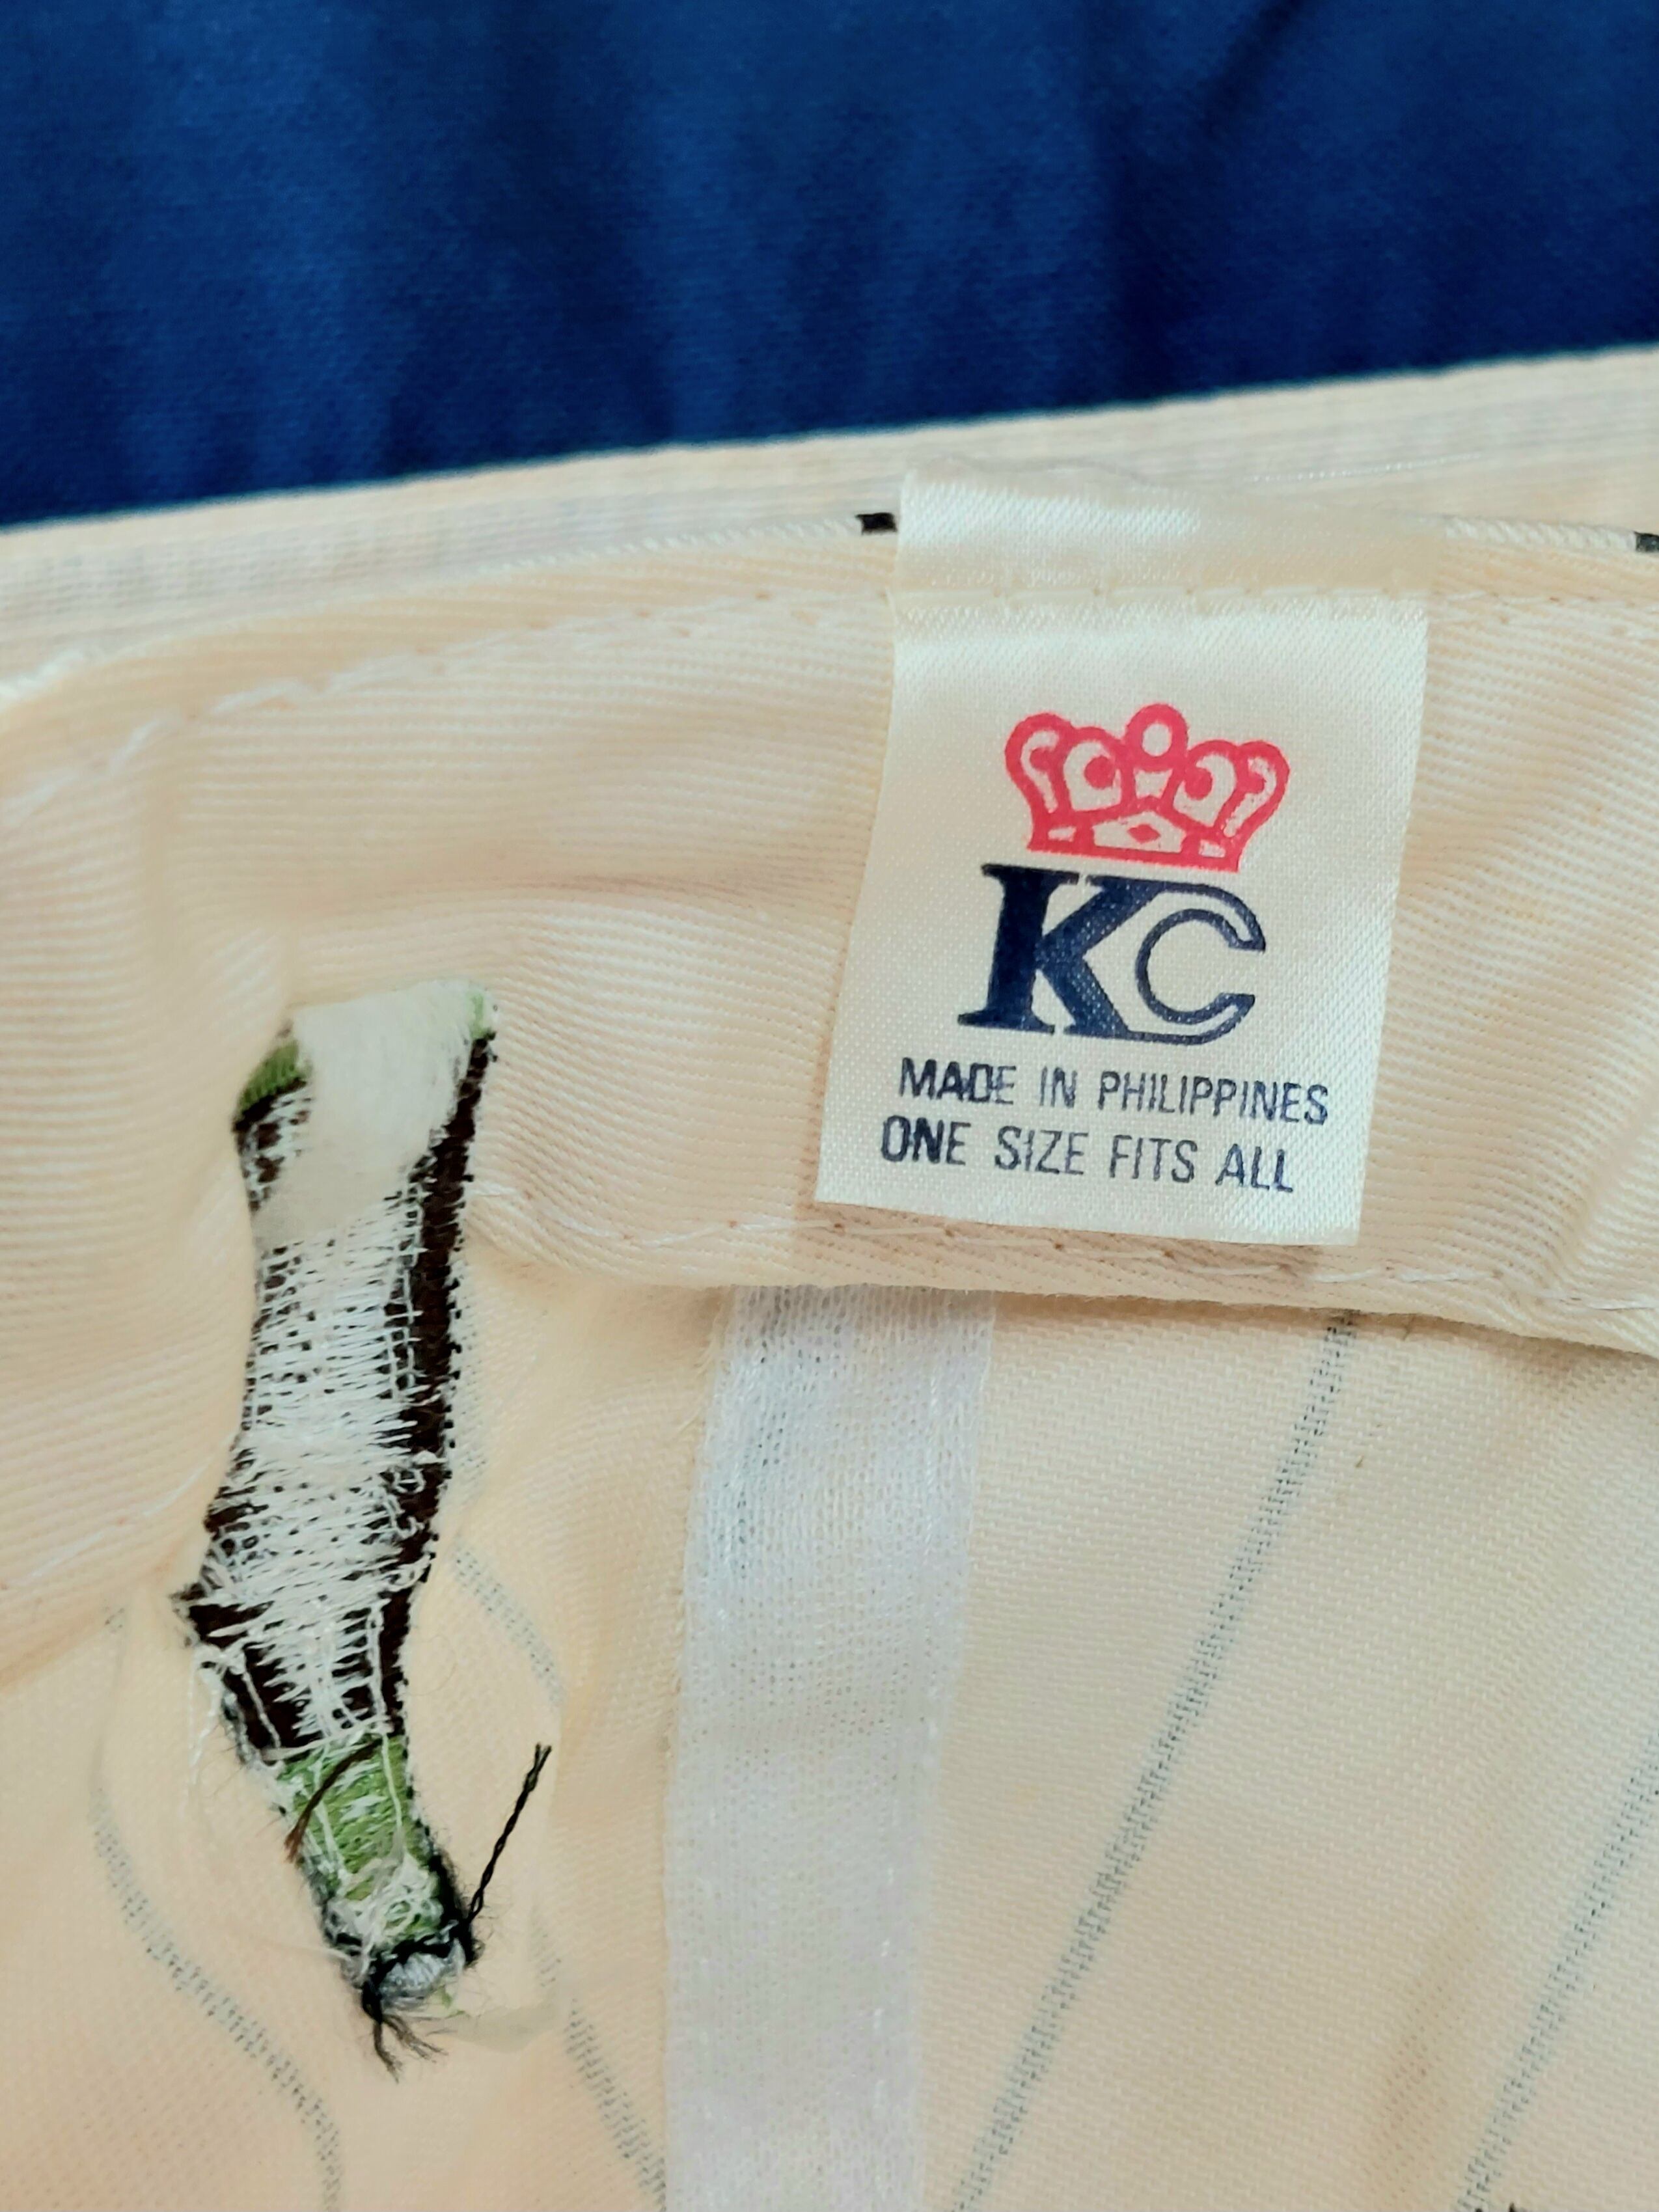 KC
MADE IN PHILIPPINES
ONE SIZE FITS ALL